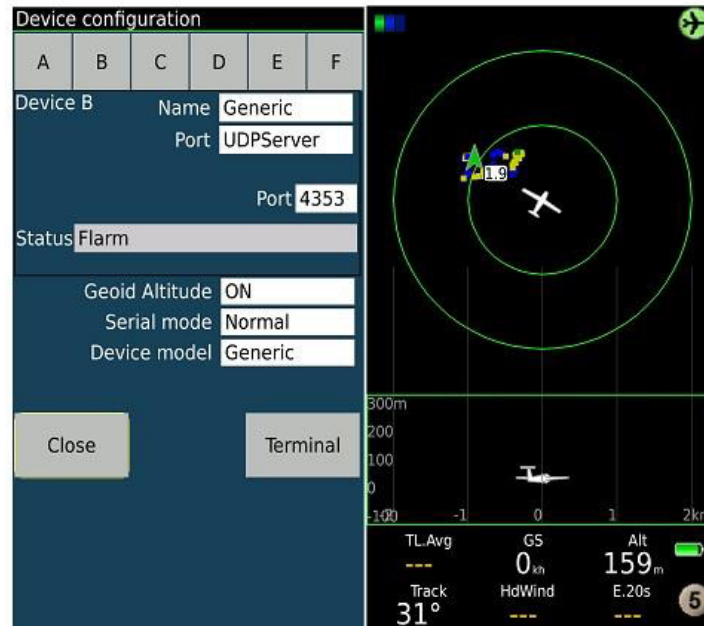 Device configuration
A B C D E F
Device B
Name Generic
Port UDPServer
Port 4353
Status Flarm
Geoid Altitude ON
Serial mode Normal
Device model Generic
Close Terminal
1.9
300m
200
100
0
-100
-2 -1 0 1 2km
TL.Avg GS Alt
--- 0kh 159m
Track HdWind E.20s
31° --- ---
5